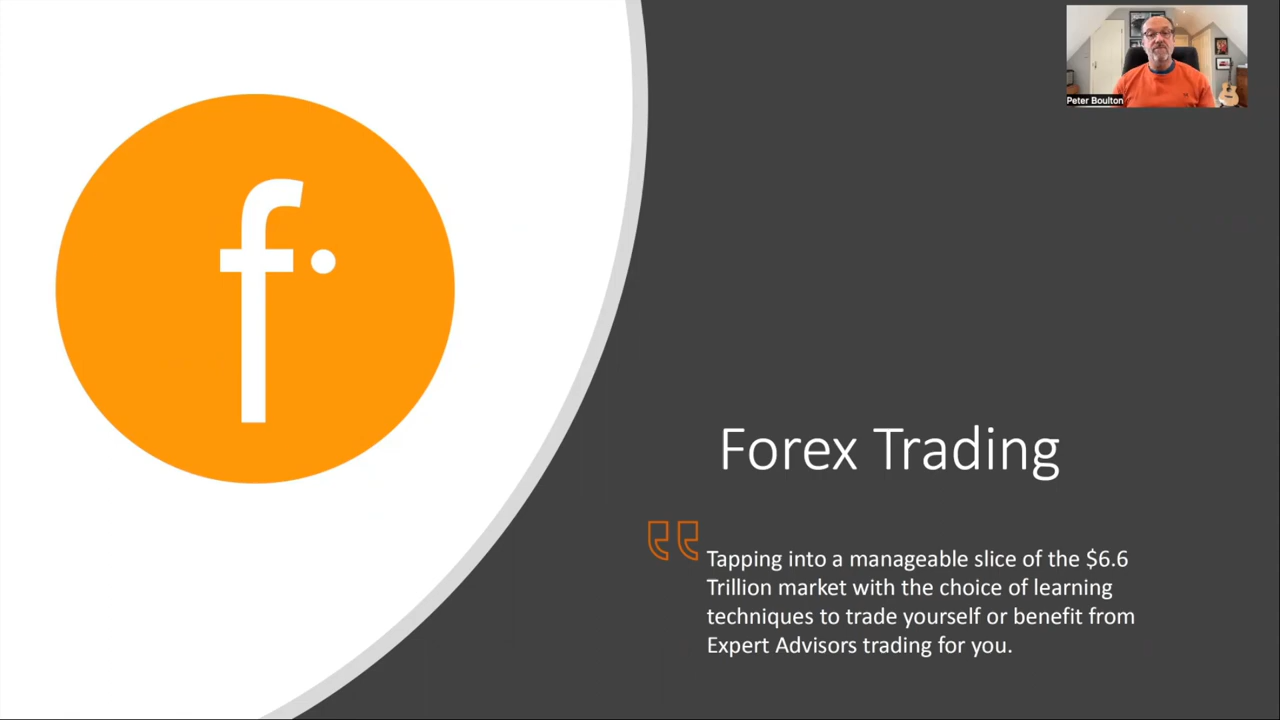 Peter Boulton
f.
Forex Trading
Tapping into a manageable slice of the $6.6
Trillion market with the choice of learning
techniques to trade yourself or benefit from
Expert Advisors trading for you.